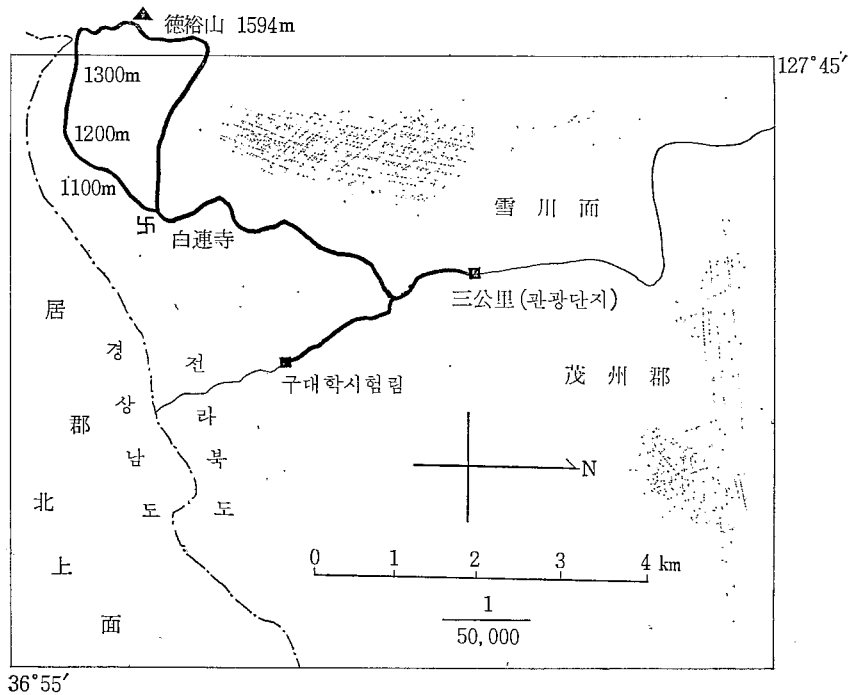 徳裕山 1594m
127°45′
1300m
1200m
1100m
雪川面
白連寺
三公里(관광단지)
居郡北上面
경상남도
전라북도
구대학시험림
茂州郡
N
0 1 2 3 4 km
1
50,000
36°55′